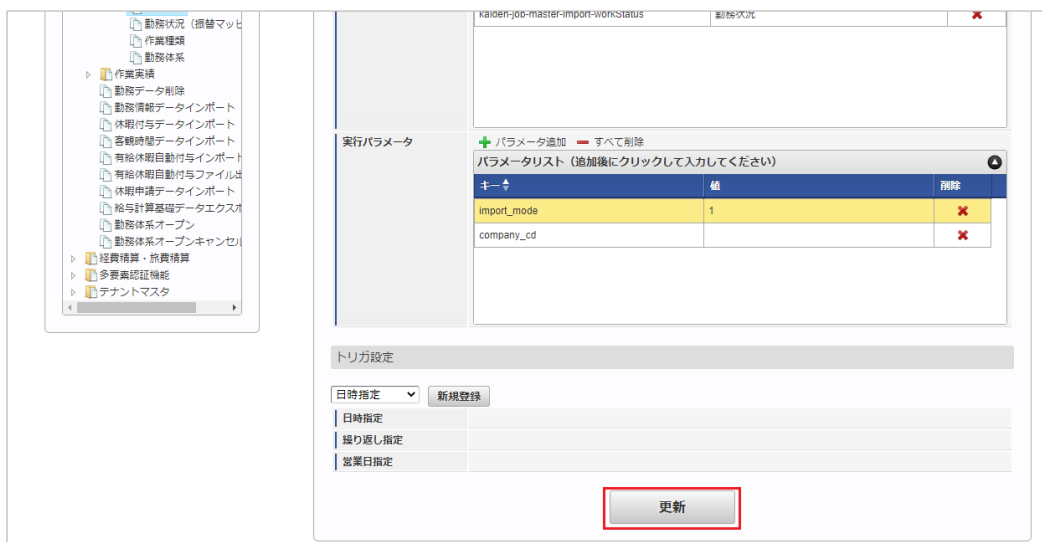 kaiden-job-master-import-workStatus 勤務状況
勤務状況（振替マッピ
作業種類
勤務体系
作業実績
勤務データ削除
勤務情報データインポート
休暇付与データインポート
客観時間データインポート
有給休暇自動付与インポート
有給休暇自動付与ファイル出
休暇申請データインポート
給与計算基礎データエクスポ
勤務体系オープン
勤務体系オープンキャンセル
経費精算・旅費精算
多要素認証機能
テナントマスタ
実行パラメータ
パラメータ追加 すべて削除
パラメータリスト（追加後にクリックして入力してください）
キー 値 削除
import_mode 1
company_cd
トリガ設定
日時指定 新規登録
日時指定
繰り返し指定
営業日指定
更新